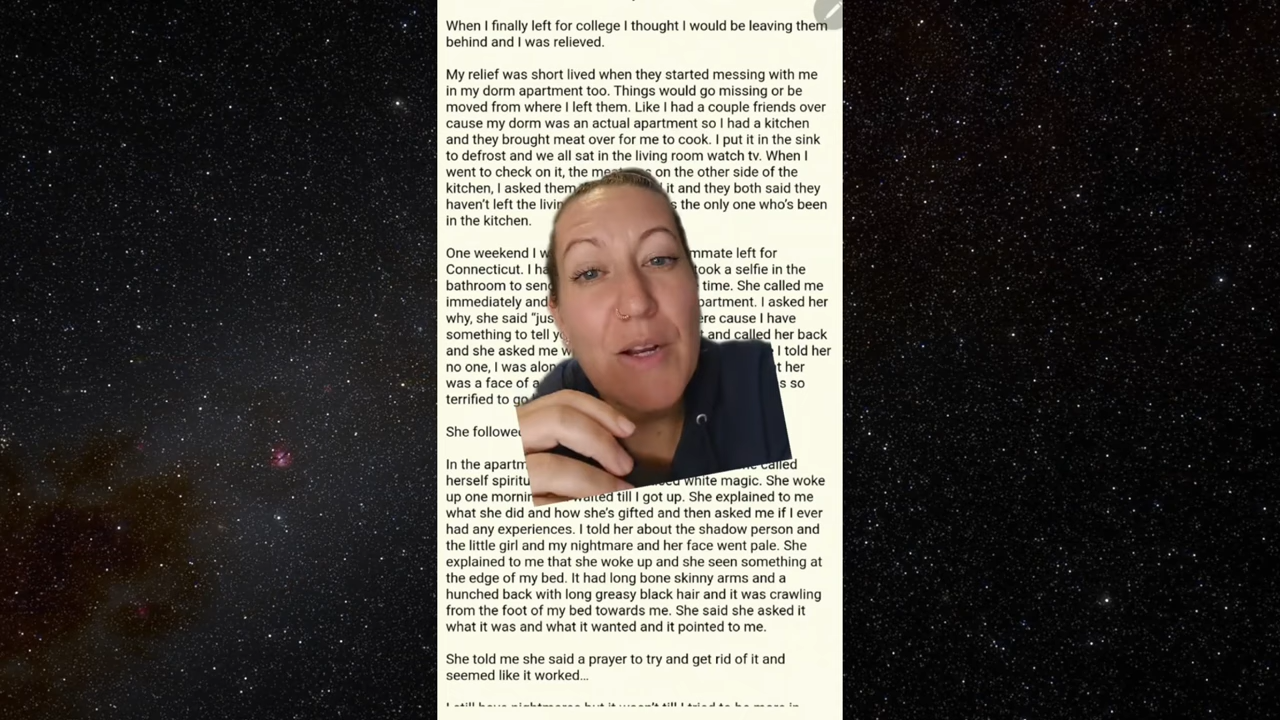 When I finally left for college I thought I would be leaving them
behind and I was relieved.
My relief was short lived when they started messing with me
in my dorm apartment too. Things would go missing or be
moved from where I left them. Like I had a couple friends over
cause my dorm was an actual apartment so I had a kitchen
and they brought meat over for me to cook. I put it in the sink
to defrost and we all sat in the living room watch tv. When I
went to check on it, the on the other side of the
kitchen, I asked them it and they both said they
haven't left the the only one who's been
in the kitchen.
One weekend I left for
Connecticut. I took a selfie in the
bathroom to time. She called me
immediately and I asked her
why, she said cause I have
something to tell and called her back
and she asked me I told her
no one, I was her
was a face of so
terrified to go
She
In the called
herself white magic. She woke
up one till I got up. She explained to me
what she did and how she's gifted and then asked me if I ever
had any experiences. I told her about the shadow person and
the little girl and my nightmare and her face went pale. She
explained to me that she woke up and she seen something at
the edge of my bed. It had long bone skinny arms and a
hunched back with long greasy black hair and it was crawling
from the foot of my bed towards me. She said she asked it
what it was and what it wanted and it pointed to me.
She told me she said a prayer to try and get rid of it and
seemed like it worked...